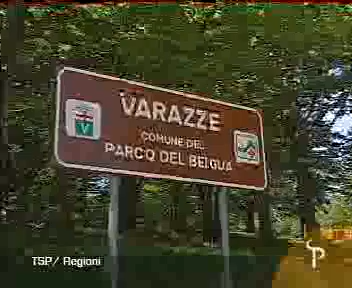 VARAZZE
COMUNE DEL
PARCO DEL BEIGUA
TSP/ Regioni